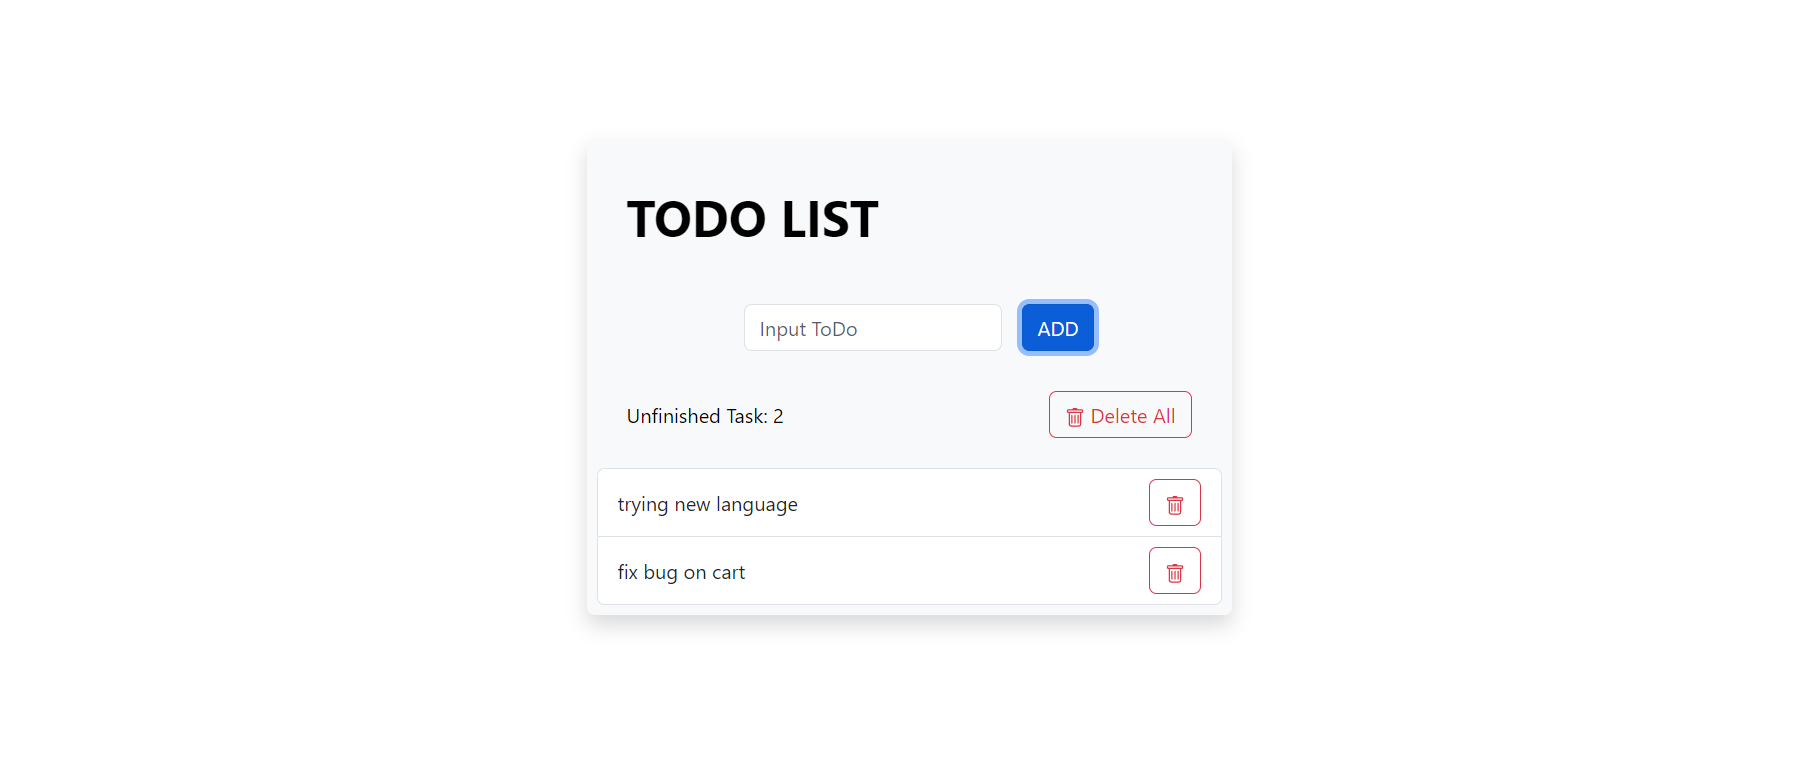 TODO LIST
Input ToDo
ADD
Unfinished Task: 2
Delete All
trying new language
fix bug on cart